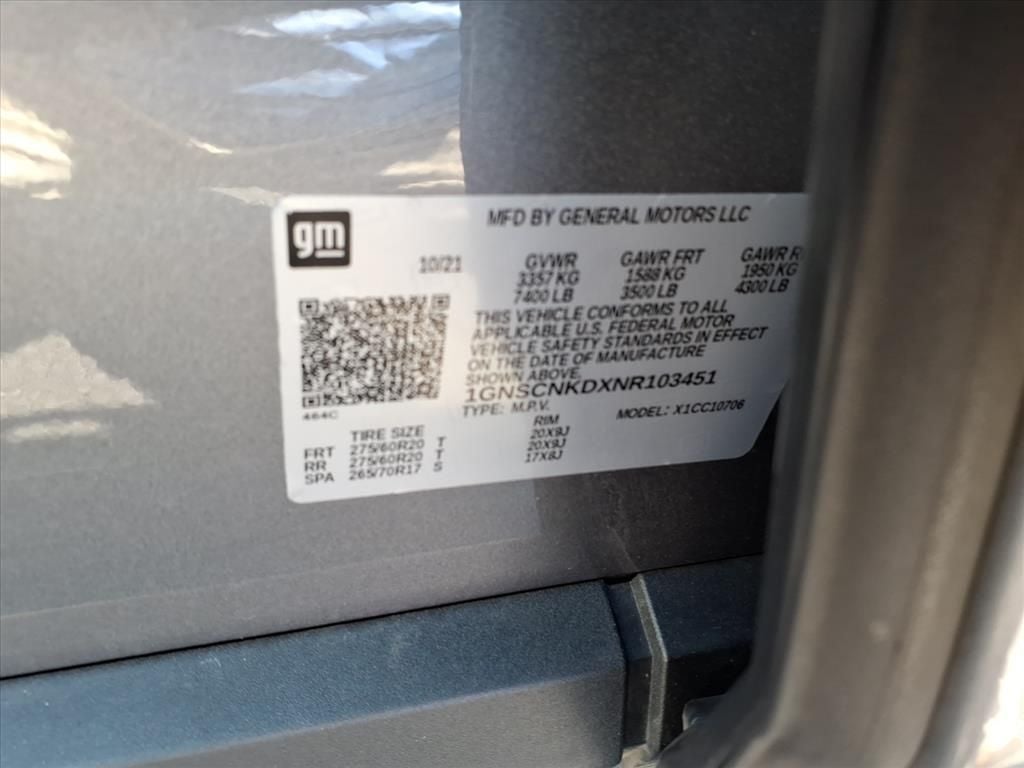 gm
MFD BY GENERAL MOTORS LLC
10/21 GVWR GAWR FRT GAWR R
3357 KG 1588 KG 1950 KG
7400 LB 3500 LB 4300 LB
THIS VEHICLE CONFORMS TO ALL
APPLICABLE U.S. FEDERAL MOTOR
VEHICLE SAFETY STANDARDS IN EFFECT
ON THE DATE OF MANUFACTURE
SHOWN ABOVE.
1GNSCNKDXNR103451
464C TYPE: M.P.V. MODEL: X1CC10706
TIRE SIZE RIM
FRT 275/60R20 T 20X9J
RR 275/60R20 T 20X9J
SPA 265/70R17 S 17X8J